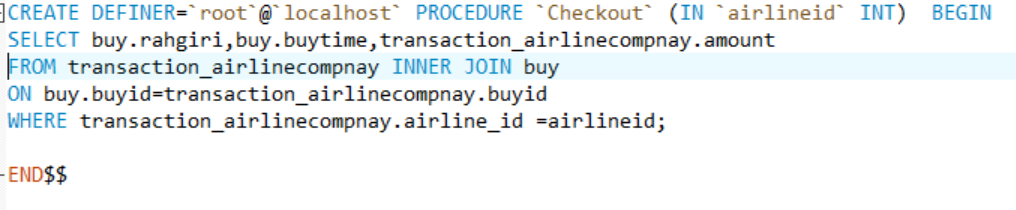 CREATE DEFINER=`root`@`localhost` PROCEDURE `Checkout` (IN `airlineid` INT)  BEGIN
SELECT buy.rahgiri,buy.buytime,transaction_airlinecompnay.amount
FROM transaction_airlinecompnay INNER JOIN buy
ON buy.buyid=transaction_airlinecompnay.buyid
WHERE transaction_airlinecompnay.airline_id =airlineid;
END$$